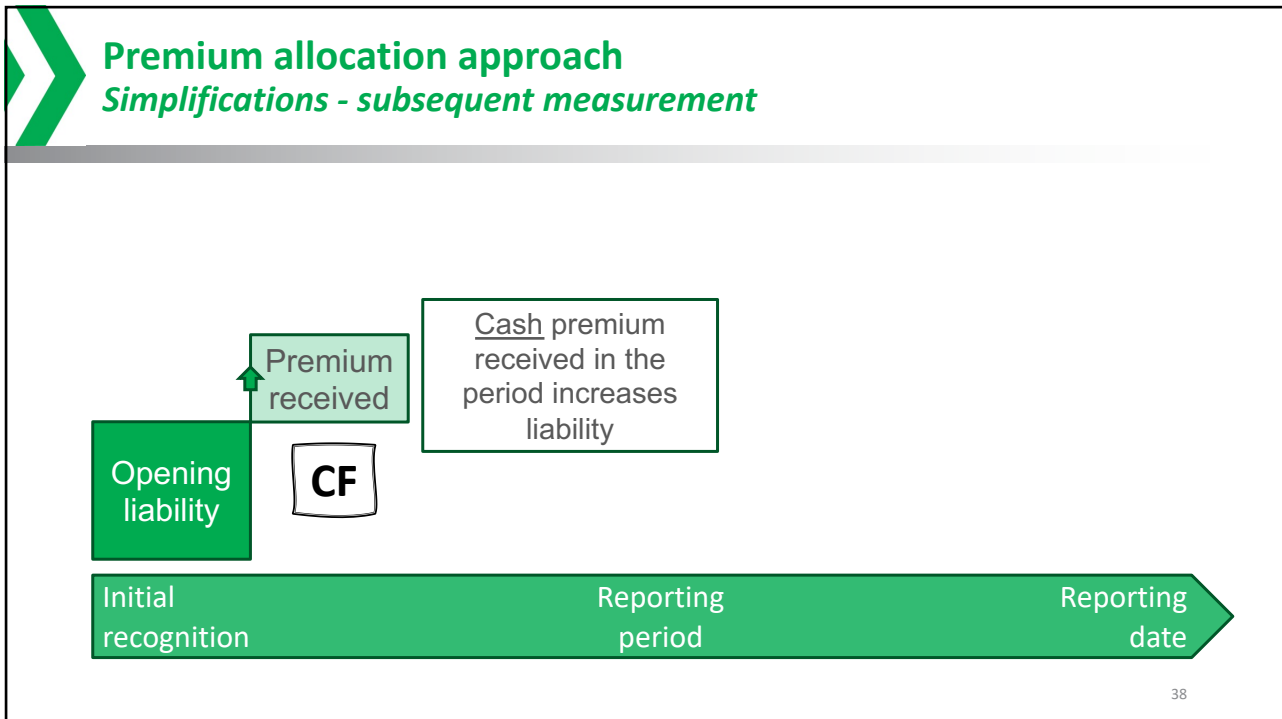 Premium allocation approach
Simplifications - subsequent measurement
Premium
received
Cash premium
received in the
period increases
liability
Opening
liability
CF
Initial
recognition
Reporting
period
Reporting
date
38